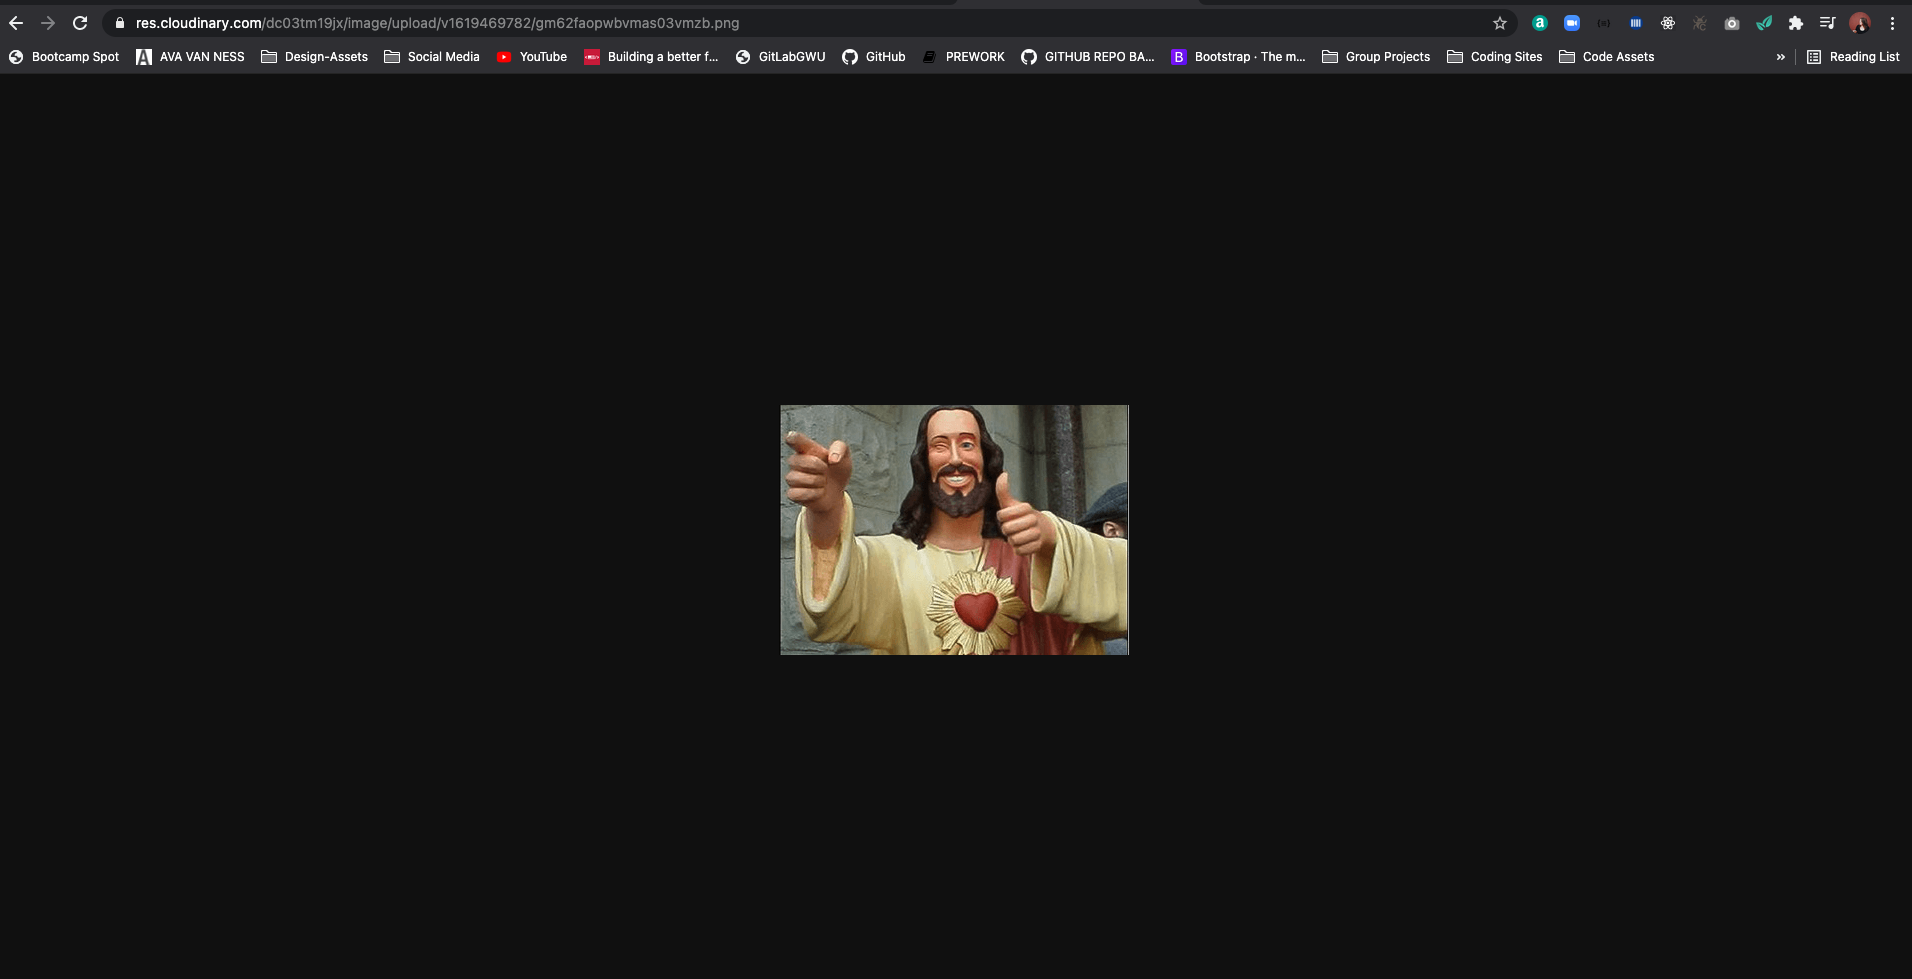 res.cloudinary.com/dc03tm19jx/image/upload/v1619469782/gm62faopwbvmas03vmzb.png
Bootcamp Spot AVA VAN NESS Design-Assets Social Media YouTube Building a better f... GitLabGWU GitHub PREWORK GITHUB REPO BA... Bootstrap · The m... Group Projects Coding Sites Code Assets » Reading List